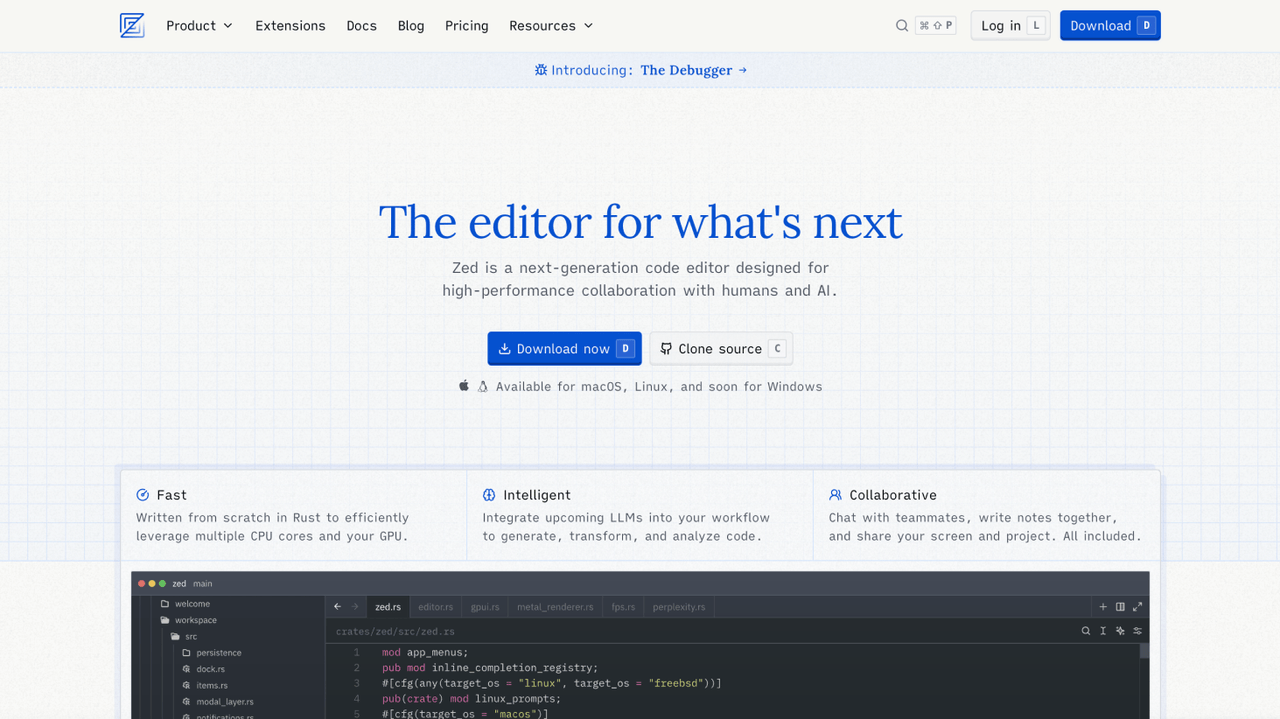 Product Extensions Docs Blog Pricing Resources ⌘ ⇧ P Log in L Download D
Introducing: The Debugger →
The editor for what's next
Zed is a next-generation code editor designed for
high-performance collaboration with humans and AI.
Download now D Clone source C
Available for macOS, Linux, and soon for Windows
Fast
Written from scratch in Rust to efficiently
leverage multiple CPU cores and your GPU.
Intelligent
Integrate upcoming LLMs into your workflow
to generate, transform, and analyze code.
Collaborative
Chat with teammates, write notes together,
and share your screen and project. All included.
zed main
welcome
workspace
src
persistence
dock.rs
items.rs
modal_layer.rs
notifications.rs
zed.rs editor.rs gpui.rs metal_renderer.rs fps.rs perplexity.rs
crates/zed/src/zed.rs
1 mod app_menus;
2 pub mod inline_completion_registry;
3 #[cfg(any(target_os = "linux", target_os = "freebsd"))]
4 pub(crate) mod linux_prompts;
5 #[cfg(target_os = "macos")]